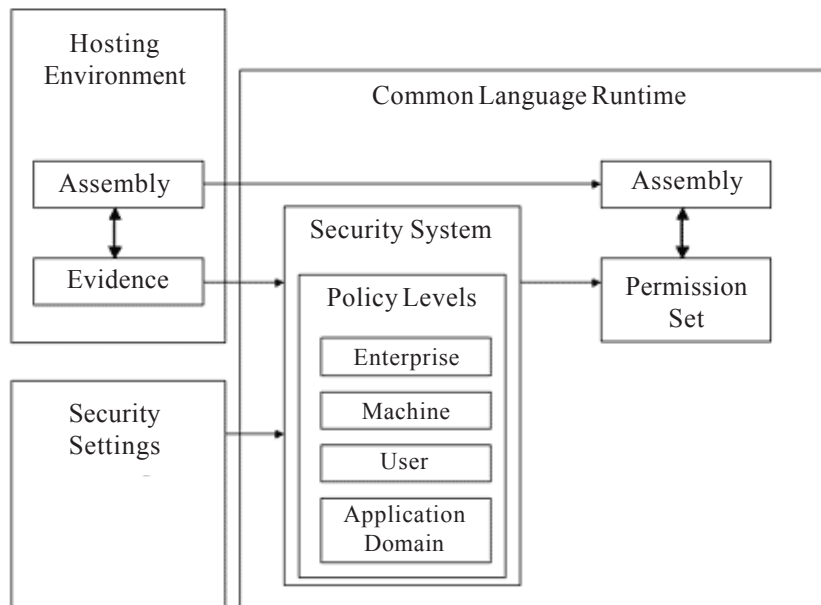 Hosting
Environment
Common Language Runtime
Assembly
Assembly
Security System
Evidence
Policy Levels
Permission
Set
Enterprise
Machine
Security
Settings
User
Application
Domain